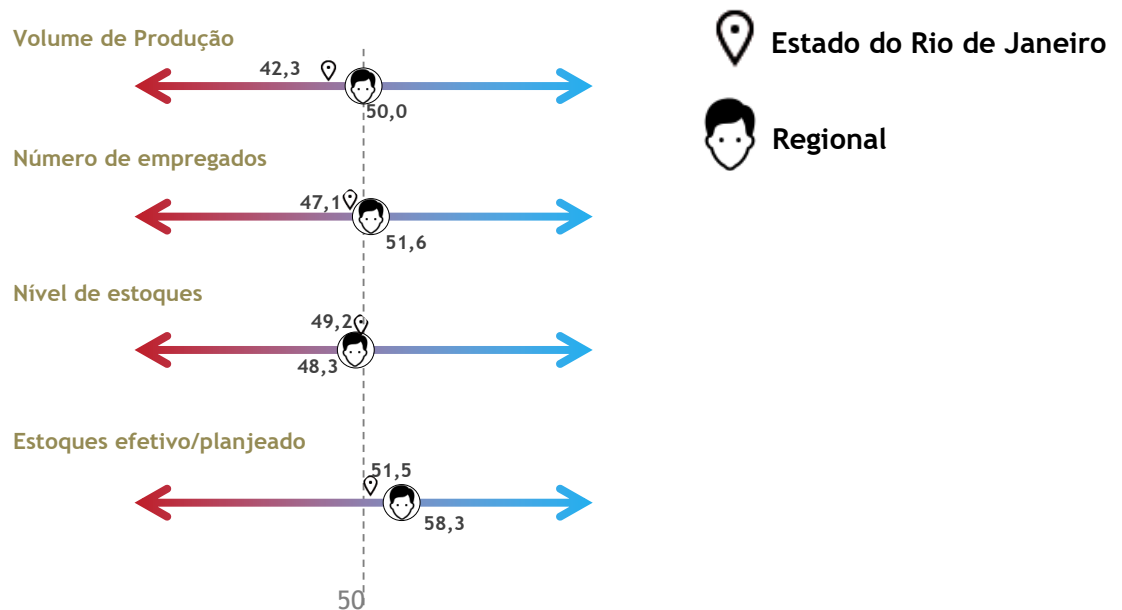 Volume de Produção
42,3
50,0
Número de empregados
47,1
51,6
Nível de estoques
49,2
48,3
Estoques efetivo/planjeado
51,5
58,3
50
Estado do Rio de Janeiro
Regional